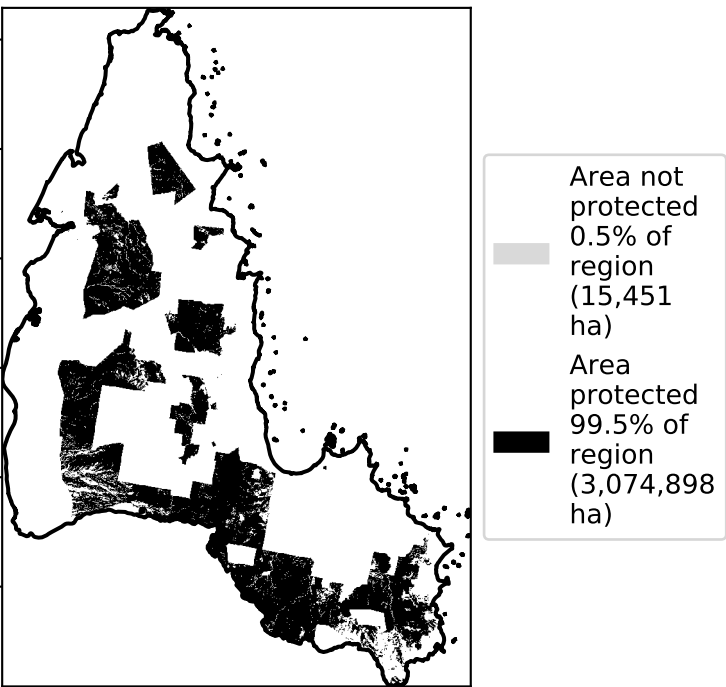 Area not
protected
0.5% of
region
(15,451
ha)
Area
protected
99.5% of
region
(3,074,898
ha)